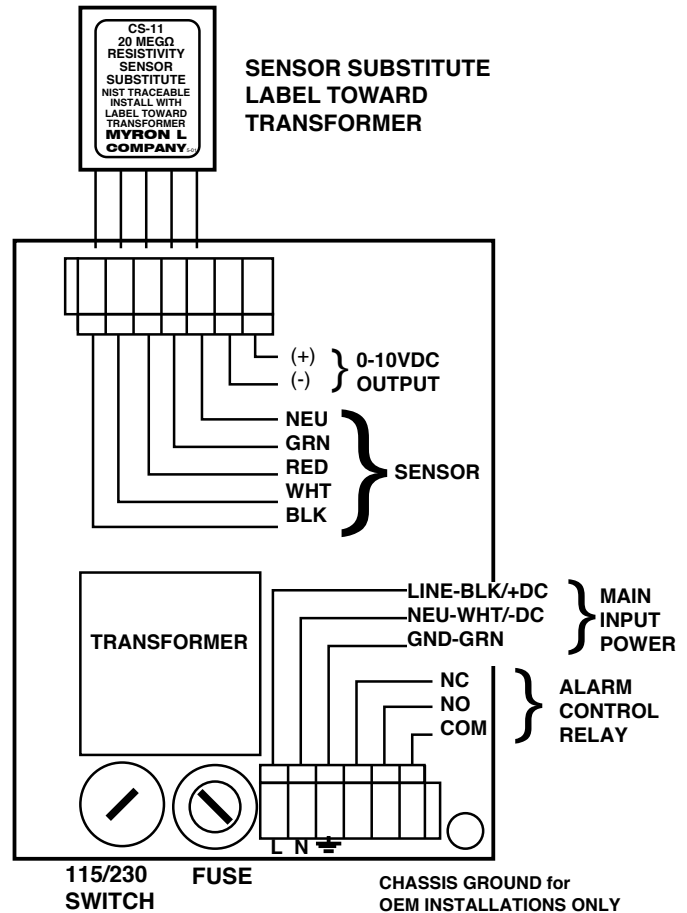 CS-11
20 MEGΩ
RESISTIVITY
SENSOR
SUBSTITUTE
NIST TRACEABLE
INSTALL WITH
LABEL TOWARD
TRANSFORMER
MYRON L
COMPANY
SENSOR SUBSTITUTE
LABEL TOWARD
TRANSFORMER
(+)
(-)
0-10VDC
OUTPUT
NEU
GRN
RED
WHT
BLK
SENSOR
LINE-BLK/+DC
NEU-WHT/-DC
GND-GRN
MAIN
INPUT
POWER
NC
NO
COM
ALARM
CONTROL
RELAY
TRANSFORMER
L N
115/230
SWITCH
FUSE
CHASSIS GROUND for
OEM INSTALLATIONS ONLY